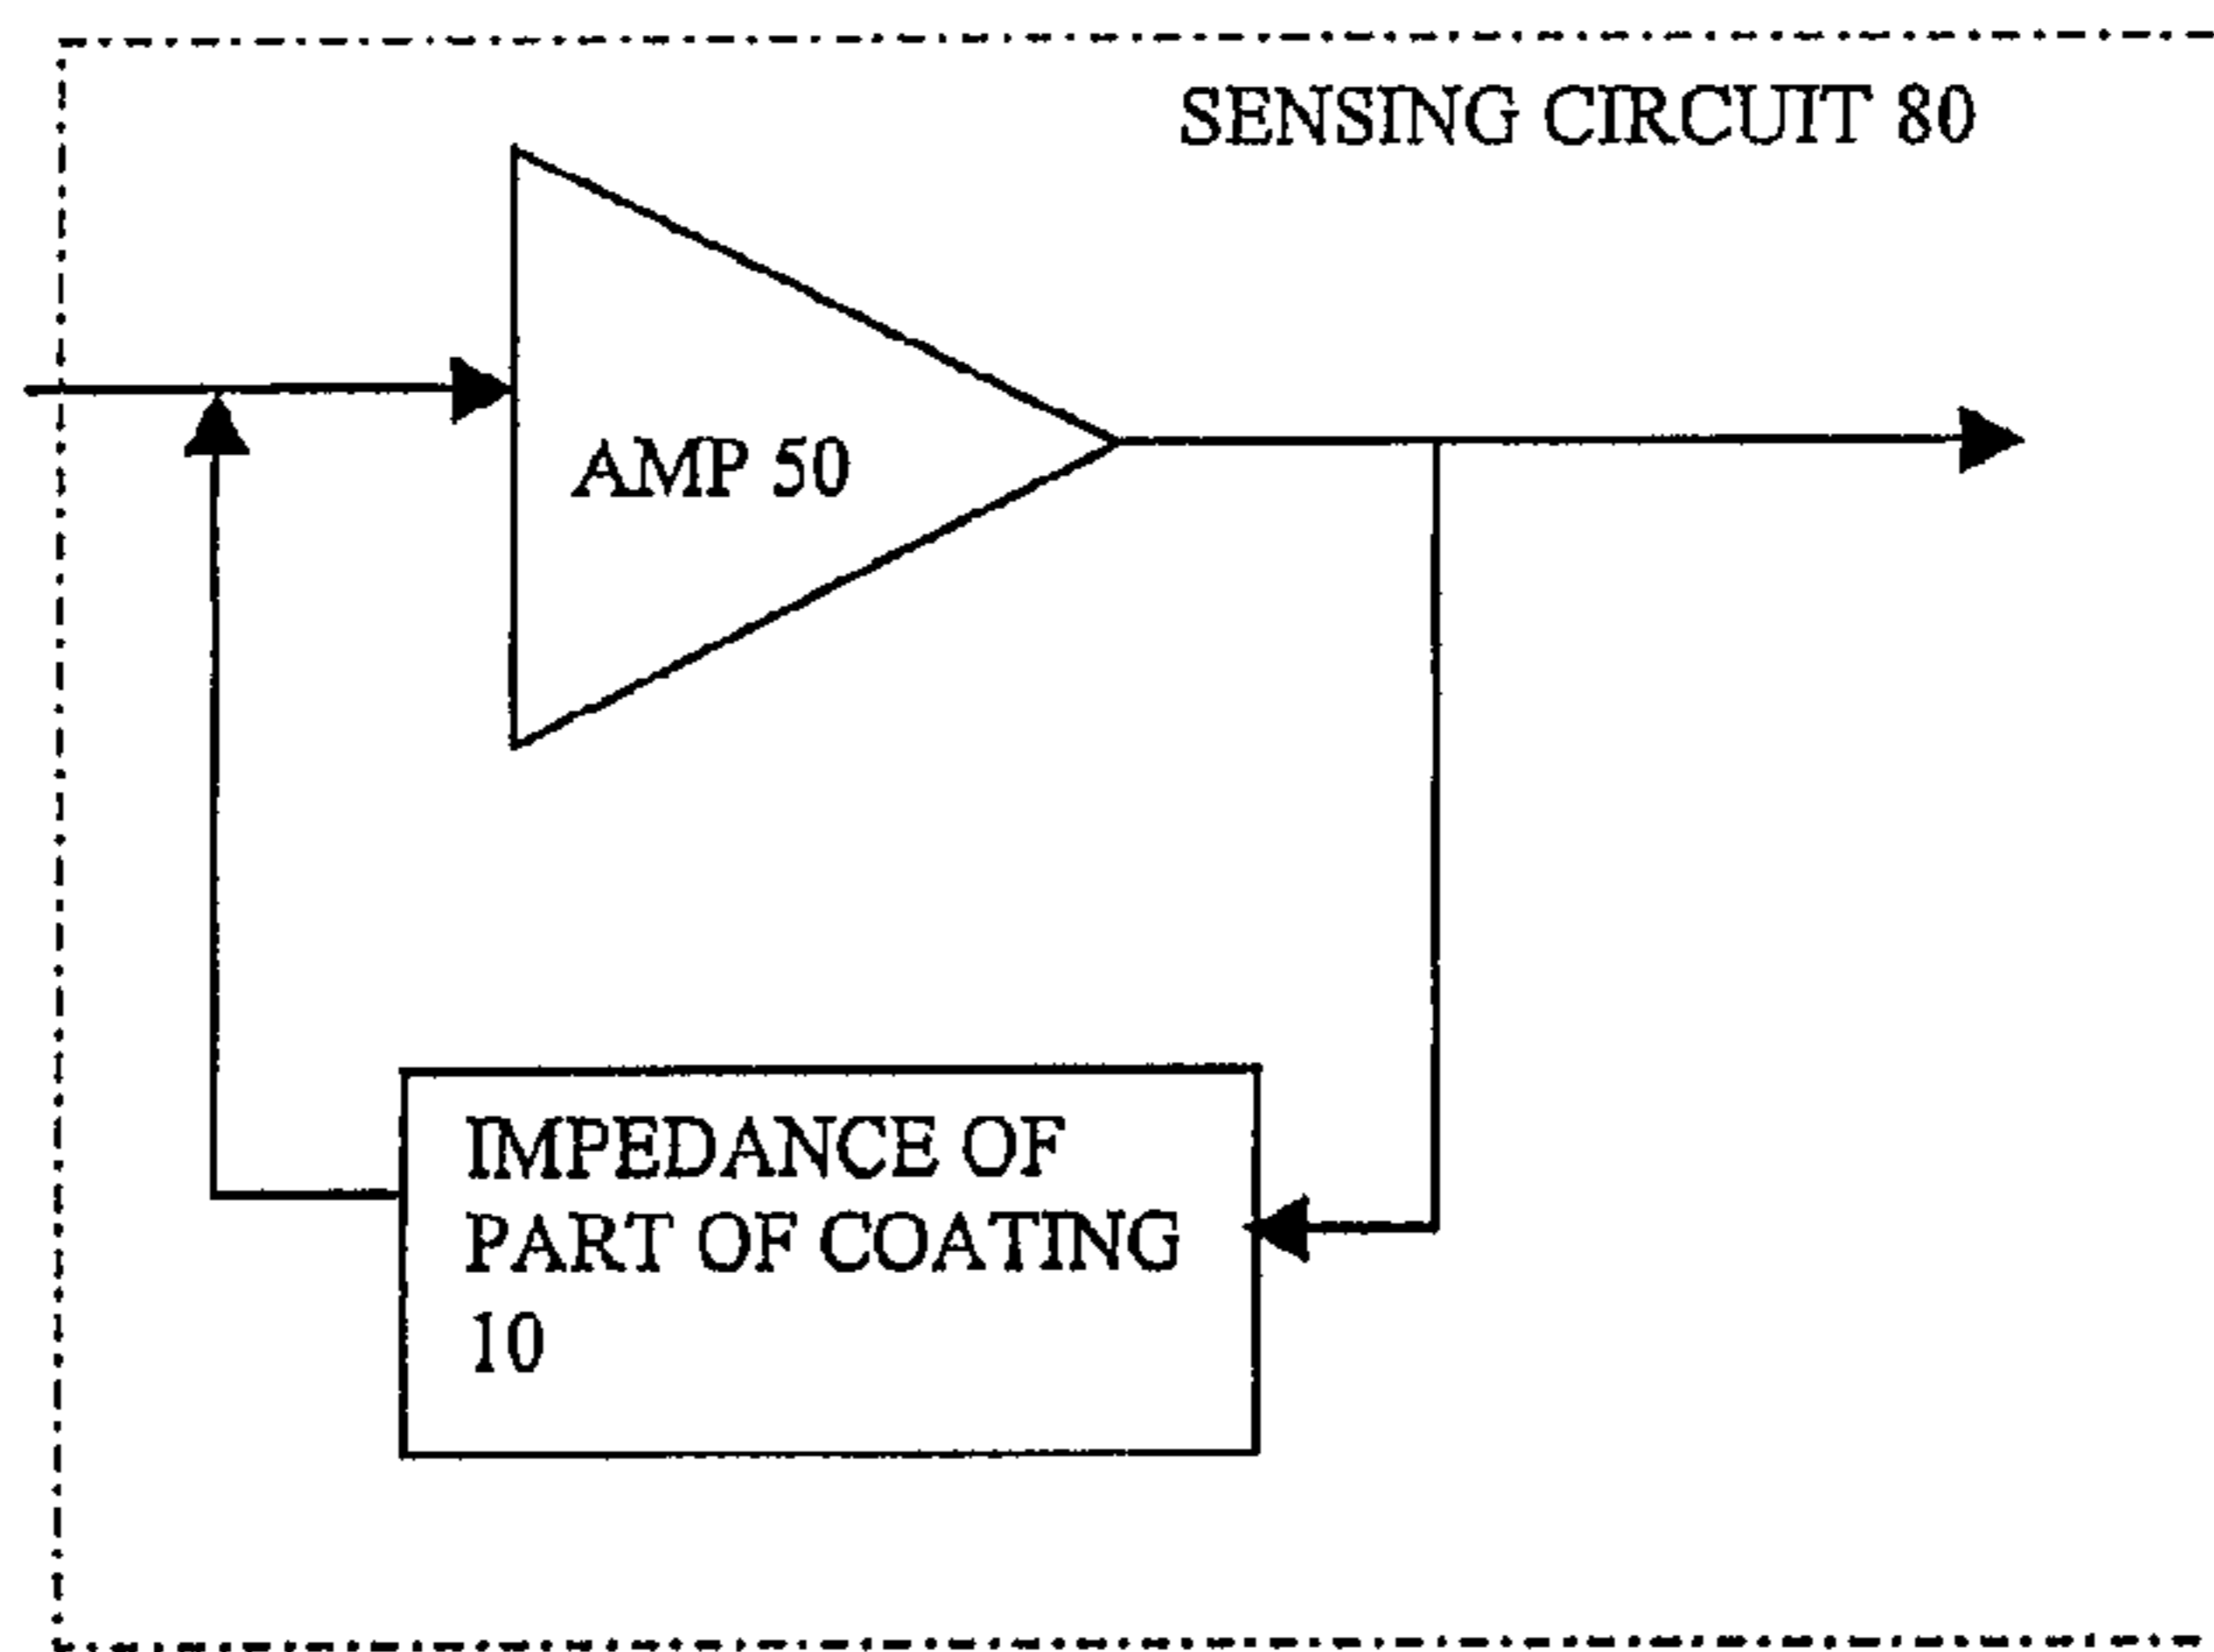 SENSING CIRCUIT 80
AMP 50
IMPEDANCE OF
PART OF COATING
10